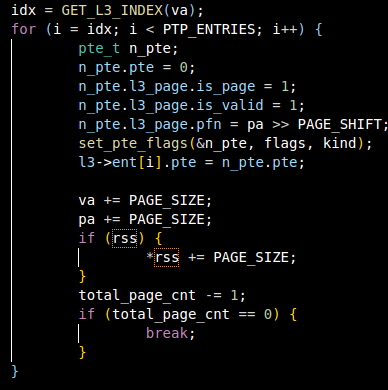 idx = GET_L3_INDEX(va);
for (i = idx; i < PTP_ENTRIES; i++) {
pte_t n_pte;
n_pte.pte = 0;
n_pte.l3_page.is_page = 1;
n_pte.l3_page.is_valid = 1;
n_pte.l3_page.pfn = pa >> PAGE_SHIFT;
set_pte_flags(&n_pte, flags, kind);
l3->ent[i].pte = n_pte.pte;
va += PAGE_SIZE;
pa += PAGE_SIZE;
if (rss) {
*rss += PAGE_SIZE;
}
total_page_cnt -= 1;
if (total_page_cnt == 0) {
break;
}
}